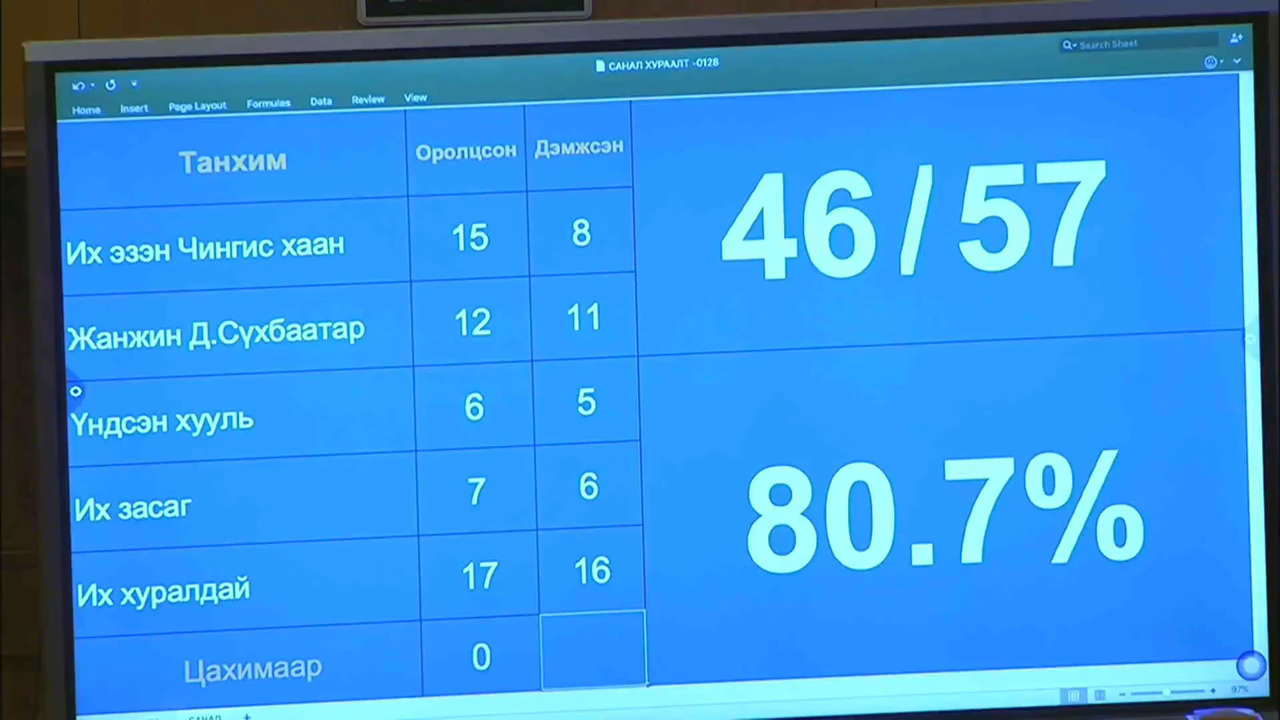 Search Sheet
САНАЛ ХУРААЛТ -0128
Home Insert Page Layout Formulas Data Review View
Танхим Оролцсон Дэмжсэн
46/57
Их эзэн Чингис хаан 15 8
Жанжин Д.Сүхбаатар 12 11
Үндсэн хууль 6 5
Их засаг 7 6
80.7%
Их хуралдай 17 16
Цахимаар 0
САНАЛ +
97%